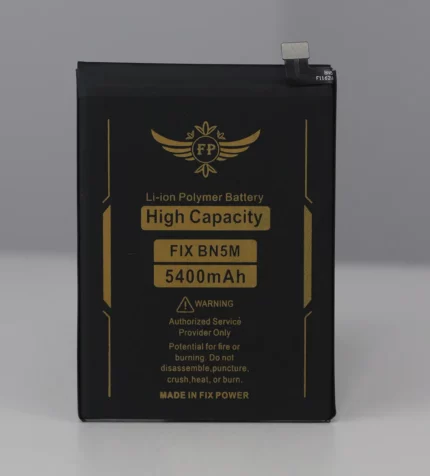 FP
Li-ion Polymer Battery
High Capacity
FIX BN5M
5400mAh
WARNING
Authorized Service
Provider Only
Potential for fire or
burning. Do not
disassemble,puncture,
crush,heat, or burn.
MADE IN FIX POWER